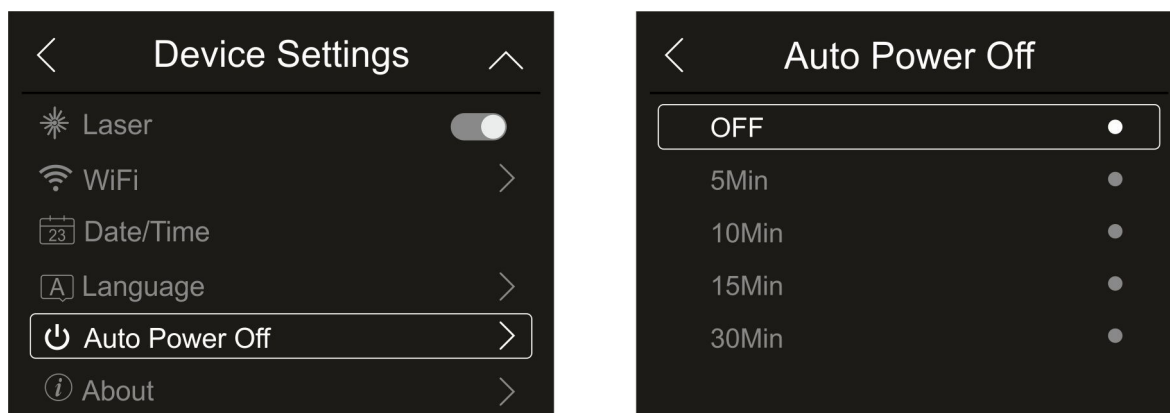 Device Settings
Laser
WiFi
23 Date/Time
A Language
Auto Power Off
i About
Auto Power Off
OFF
5Min
10Min
15Min
30Min